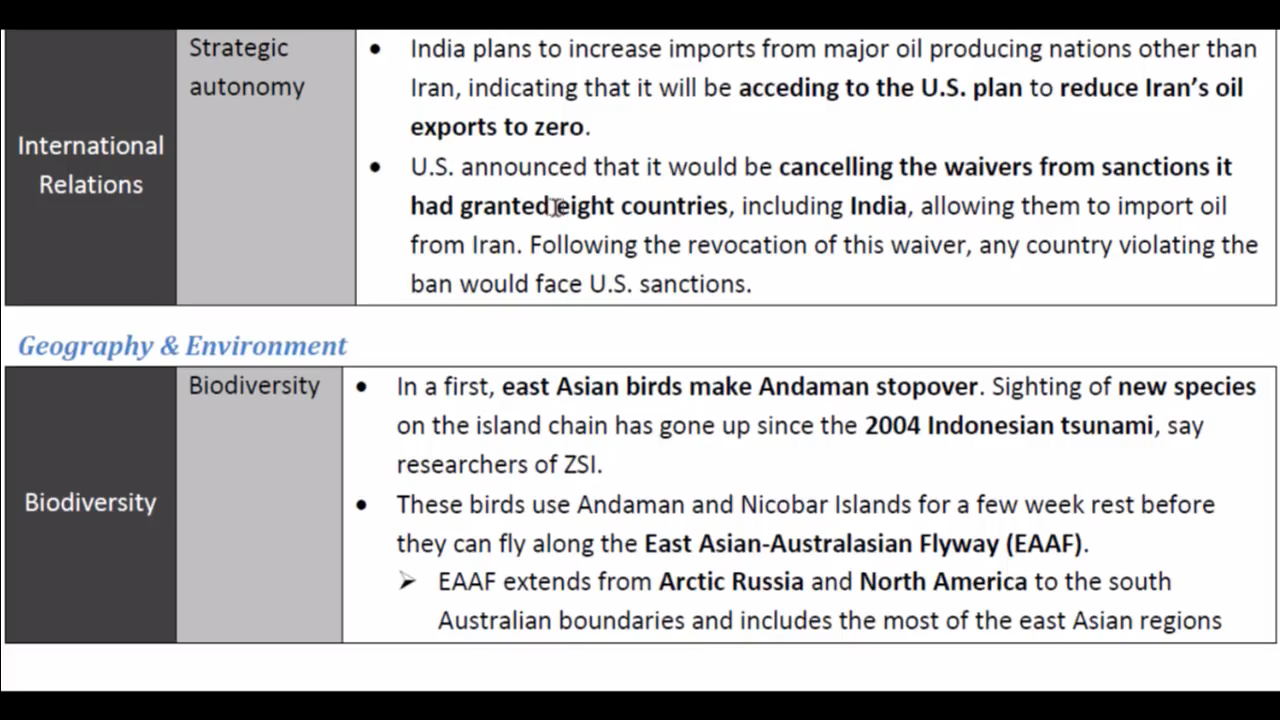 International
Relations
Strategic
autonomy
• India plans to increase imports from major oil producing nations other than
Iran, indicating that it will be acceding to the U.S. plan to reduce Iran’s oil
exports to zero.
• U.S. announced that it would be cancelling the waivers from sanctions it
had granted eight countries, including India, allowing them to import oil
from Iran. Following the revocation of this waiver, any country violating the
ban would face U.S. sanctions.
Geography & Environment
Biodiversity
Biodiversity
• In a first, east Asian birds make Andaman stopover. Sighting of new species
on the island chain has gone up since the 2004 Indonesian tsunami, say
researchers of ZSI.
• These birds use Andaman and Nicobar Islands for a few week rest before
they can fly along the East Asian-Australasian Flyway (EAAF).
➢ EAAF extends from Arctic Russia and North America to the south
Australian boundaries and includes the most of the east Asian regions